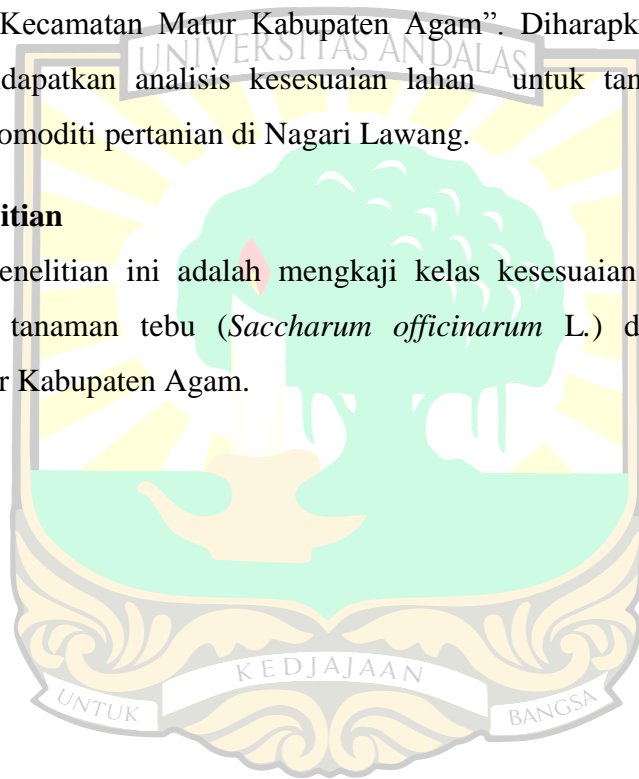 Kecamatan Matur Kabupaten Agam”. Diharapk
UNIVERSITAS ANDALAS
dapatkan analisis kesesuaian lahan untuk tan
omoditi pertanian di Nagari Lawang.
itian
enelitian ini adalah mengkaji kelas kesesuaian
tanaman tebu (Saccharum officinarum L.) d
r Kabupaten Agam.
KEDJAJAAN
UNTUK
BANGSA